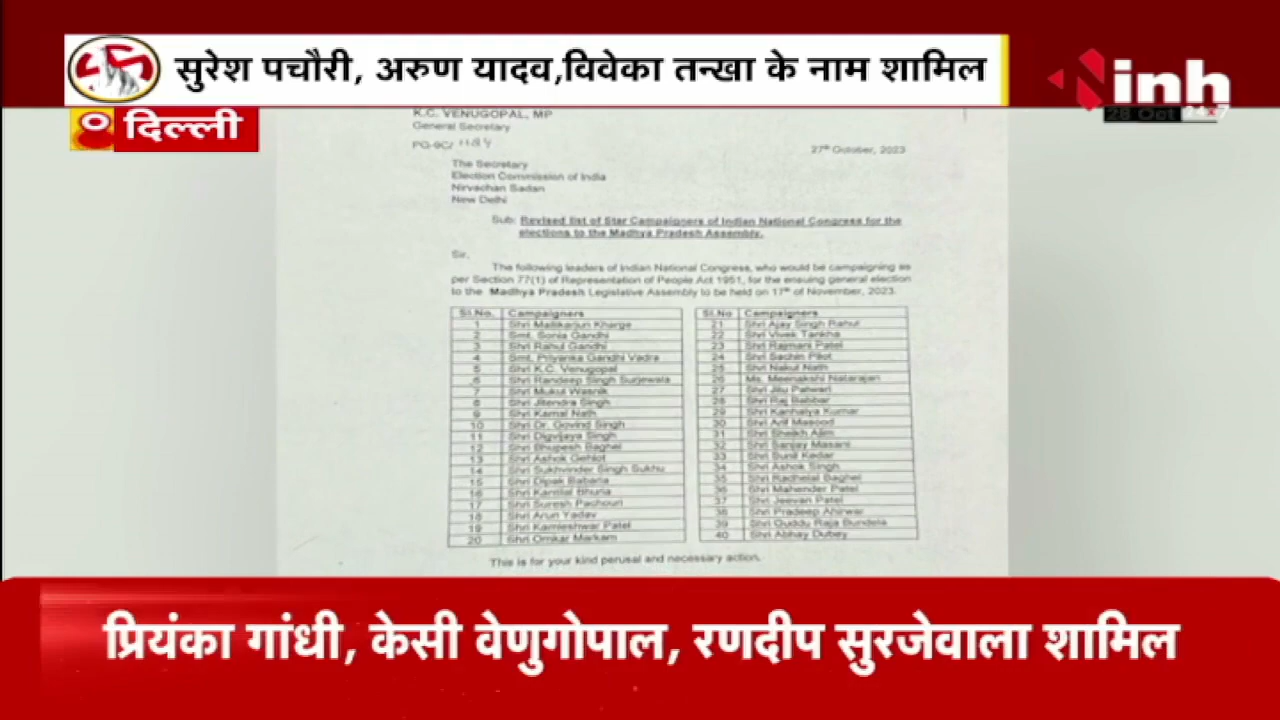 सुरेश पचौरी, अरुण यादव,विवेका तन्खा के नाम शामिल
inh
28 Oct 24x7
दिल्ली
K.C. VENUGOPAL, MP
General Secretary
27th October, 2023
The Secretary
Election Commission of India
Nirvachan Sadan
New Delhi
Sub: Revised list of Star Campaigners of Indian National Congress for the
elections to the Madhya Pradesh Assembly.
Sir,
The following leaders of Indian National Congress, who would be campaigning as
per Section 77(1) of Representation of People Act 1951, for the ensuing general election
to the Madhya Pradesh Legislative Assembly to be held on 17th of November, 2023.
Sl.No. Campaigners
1 Shri Mallikarjun Kharge
2 Smt. Sonia Gandhi
3 Shri Rahul Gandhi
4 Smt. Priyanka Gandhi Vadra
5 Shri K.C. Venugopal
6 Shri Randeep Singh Surjewala
7 Shri Mukul Wasnik
8 Shri Jitendra Singh
9 Shri Kamal Nath
10 Shri Dr. Govind Singh
11 Shri Digvijaya Singh
12 Shri Bhupesh Baghel
13 Shri Ashok Gehlot
14 Shri Sukhvinder Singh Sukhu
15 Shri Dipak Babaria
16 Shri Kantilal Bhuria
17 Shri Suresh Pachouri
18 Shri Arun Yadav
19 Shri Kamleshwar Patel
20 Shri Omkar Markam
Sl.No Campaigners
21 Shri Ajay Singh Rahul
22 Shri Vivek Tankha
23 Shri Rajmani Patel
24 Shri Sachin Pilot
25 Shri Nakul Nath
26 Ms. Meenakshi Natarajan
27 Shri Jitu Patwari
28 Shri Raj Babbar
29 Shri Kanhaiya Kumar
30 Shri Arif Masood
31 Shri Sheikh Alim
32 Shri Sanjay Masani
33 Shri Sunil Kedar
34 Shri Ashok Singh
35 Shri Radhelal Baghel
36 Shri Mahender Patel
37 Shri Jeevan Patel
38 Shri Pradeep Ahirwar
39 Shri Guddu Raja Bundela
40 Shri Abhay Dubey
This is for your kind perusal and necessary action.
प्रियंका गांधी, केसी वेणुगोपाल, रणदीप सुरजेवाला शामिल